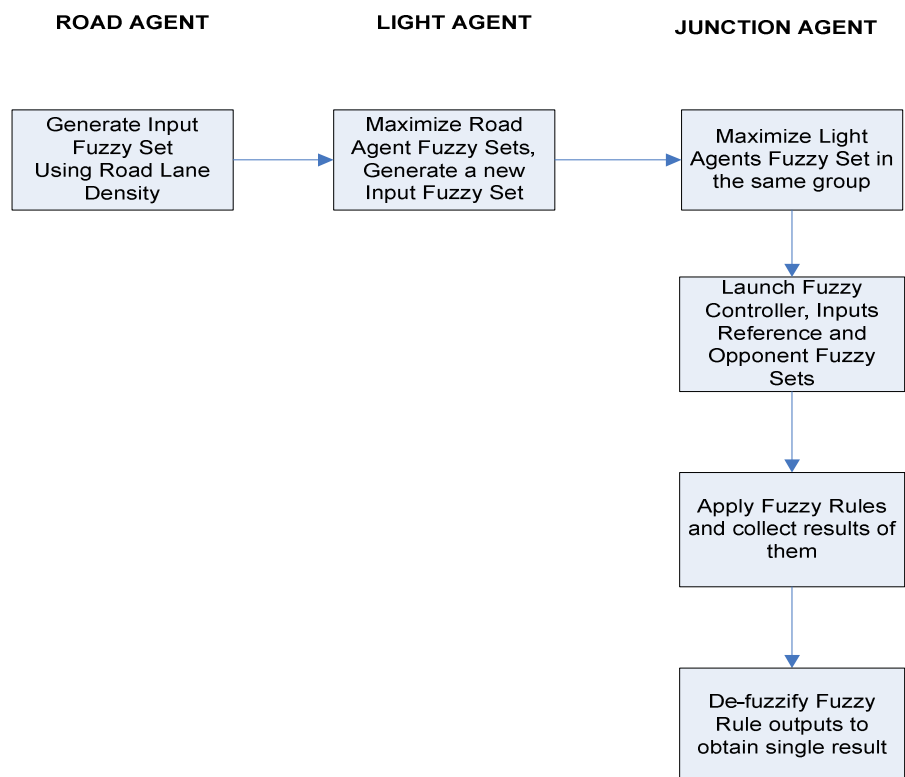 ROAD AGENT
LIGHT AGENT
JUNCTION AGENT
Generate Input
Fuzzy Set
Using Road Lane
Density
Maximize Road
Agent Fuzzy Sets,
Generate a new
Input Fuzzy Set
Maximize Light
Agents Fuzzy Set in
the same group
Launch Fuzzy
Controller, Inputs
Reference and
Opponent Fuzzy
Sets
Apply Fuzzy Rules
and collect results of
them
De-fuzzify Fuzzy
Rule outputs to
obtain single result